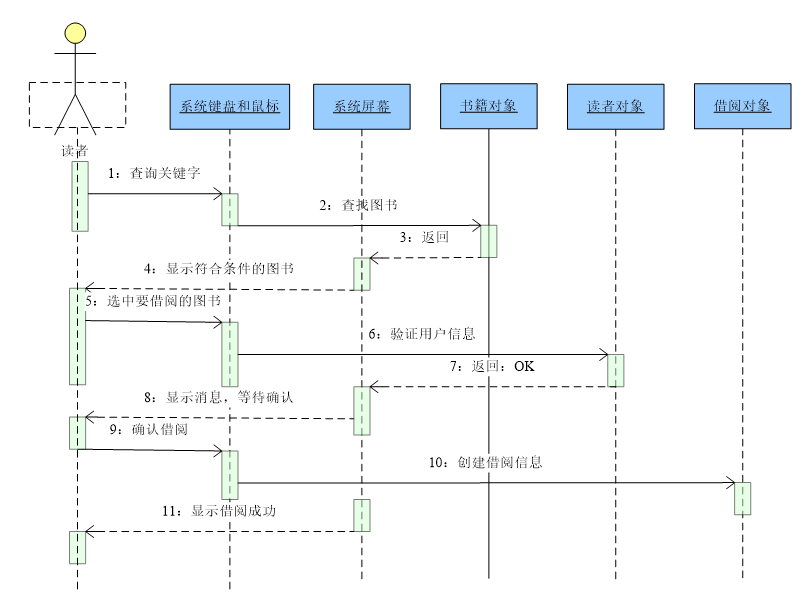 系统键盘和鼠标
系统屏幕
书籍对象
读者对象
借阅对象
读者
1：查询关键字
2：查找图书
3：返回
4：显示符合条件的图书
5：选中要借阅的图书
6：验证用户信息
7：返回：OK
8：显示消息，等待确认
9：确认借阅
10：创建借阅信息
11：显示借阅成功